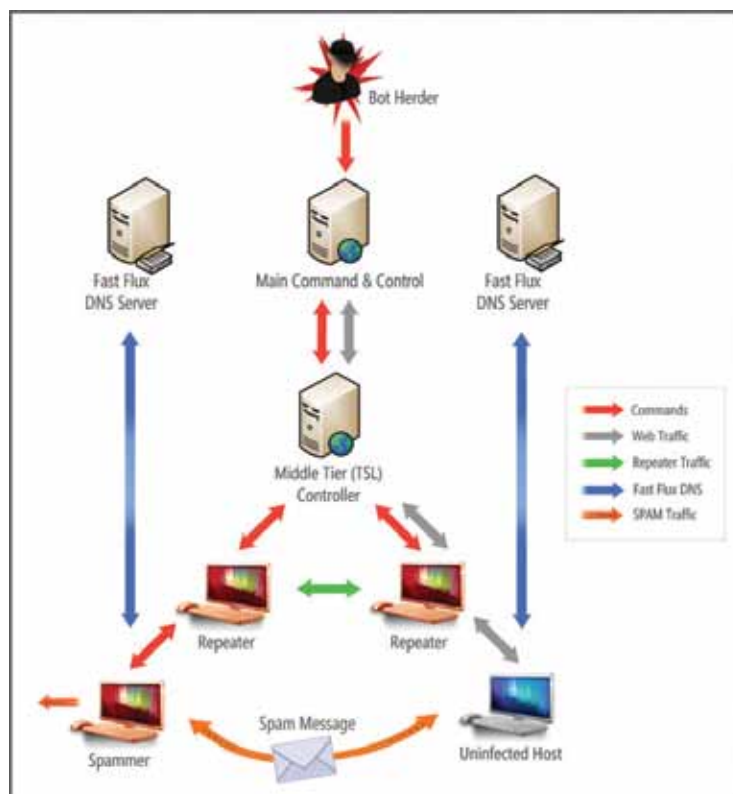 Bot Herder
Fast Flux
DNS Server
Main Command & Control
Fast Flux
DNS Server
Commands
Web Traffic
Repeater Traffic
Fast Flux DNS
SPAM Traffic
Middle Tier (TSL)
Controller
Repeater
Repeater
Spam Message
Spammer
Uninfected Host